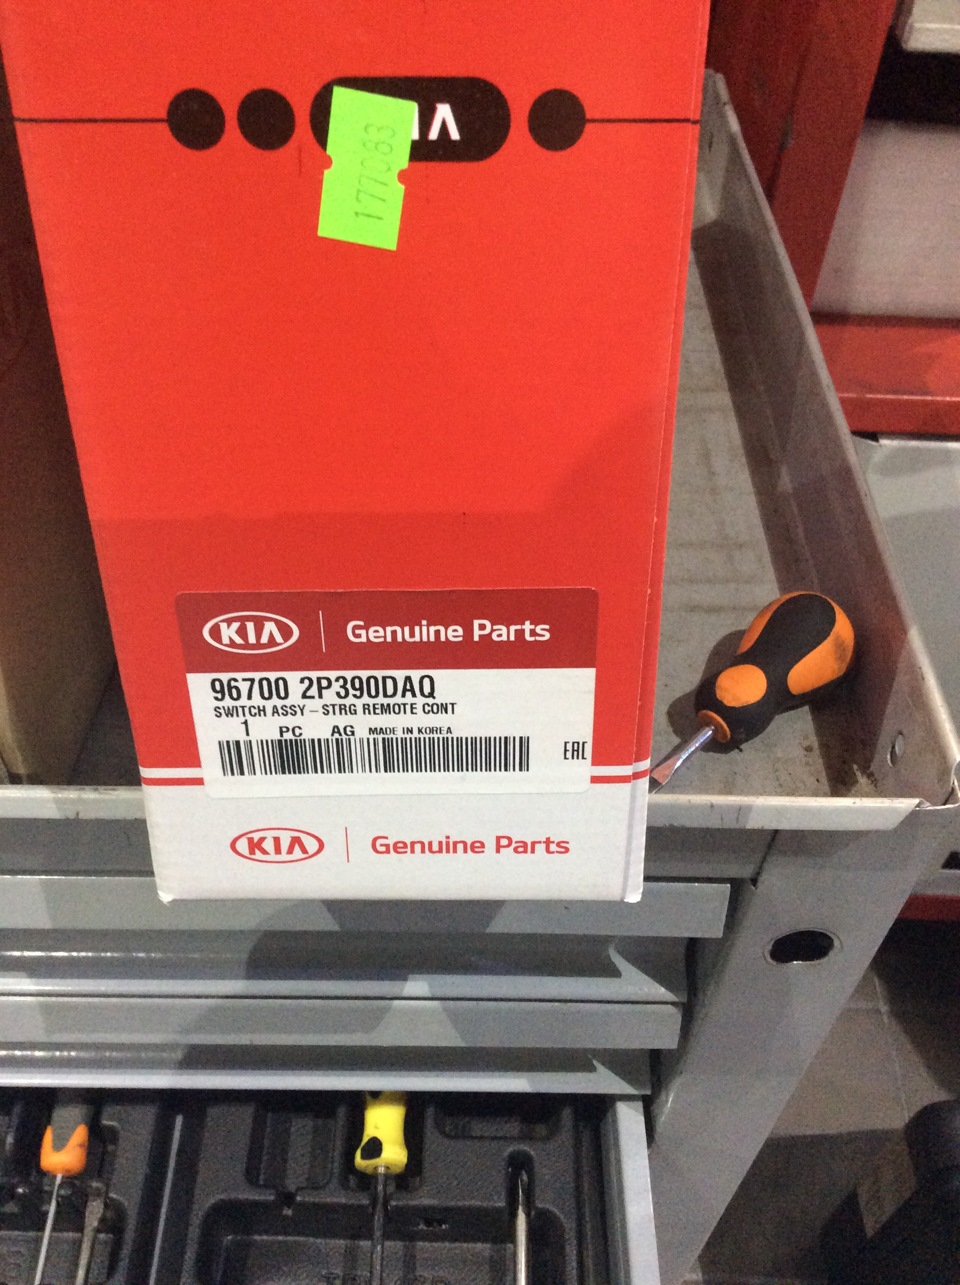 KIA
177083
KIA | Genuine Parts
96700 2P390DAQ
SWITCH ASSY – STRG REMOTE CONT
1 PC AG MADE IN KOREA
EAC
KIA | Genuine Parts